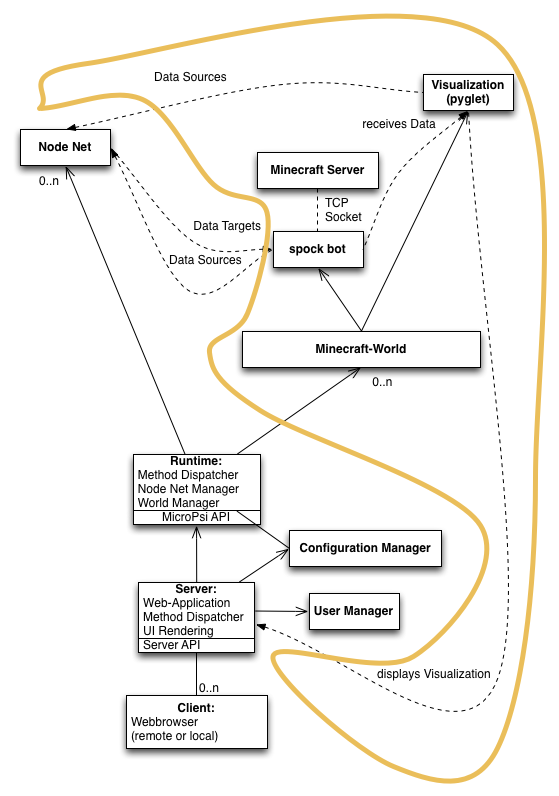 Data Sources
Visualization
(pyglet)
receives Data
Node Net
Minecraft Server
0..n
TCP
Socket
Data Targets
spock bot
Data Sources
Minecraft-World
0..n
Runtime:
Method Dispatcher
Node Net Manager
World Manager
MicroPsi API
Configuration Manager
Server:
Web-Application
Method Dispatcher
UI Rendering
Server API
User Manager
displays Visualization
0..n
Client:
Webbrowser
(remote or local)